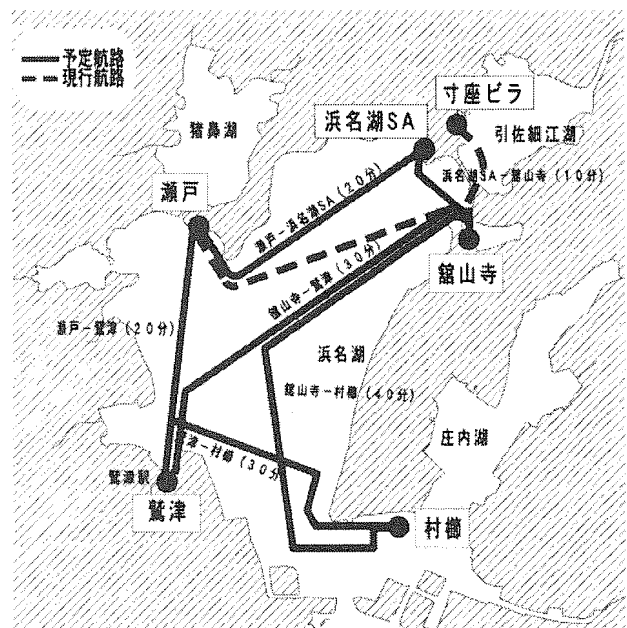 予定航路
現行航路
猪鼻湖
浜名湖SA
寸座ビラ
引佐細江湖
浜名湖SA-舘山寺(10分)
瀬戸
瀬戸-浜名湖SA(20分)
舘山寺
舘山寺-鷲津(30分)
瀬戸-鷲津(20分)
浜名湖
舘山寺-村櫛(40分)
庄内湖
鷲津-村櫛(30分)
鷲津駅
鷲津
村櫛